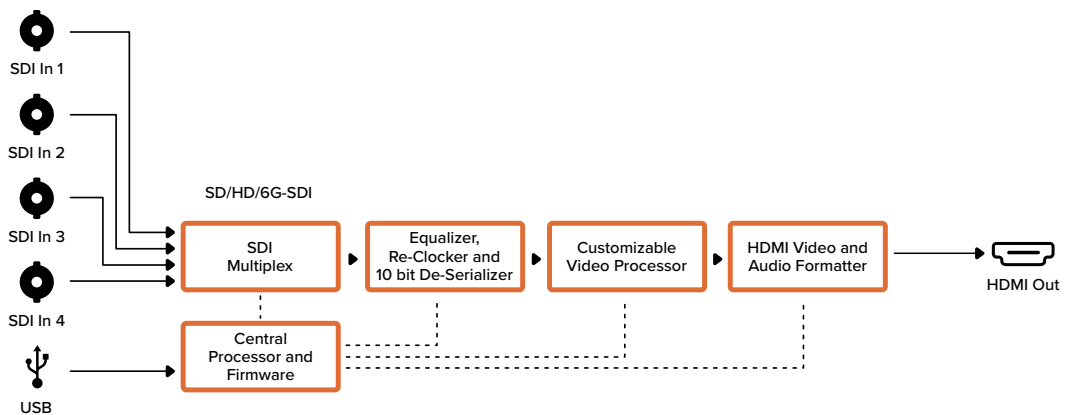 SDI In 1
SDI In 2
SDI In 3
SDI In 4
USB
SD/HD/6G-SDI
SDI
Multiplex
Equalizer,
Re-Clocker and
10 bit De-Serializer
Customizable
Video Processor
HDMI Video and
Audio Formatter
HDMI Out
Central
Processor and
Firmware